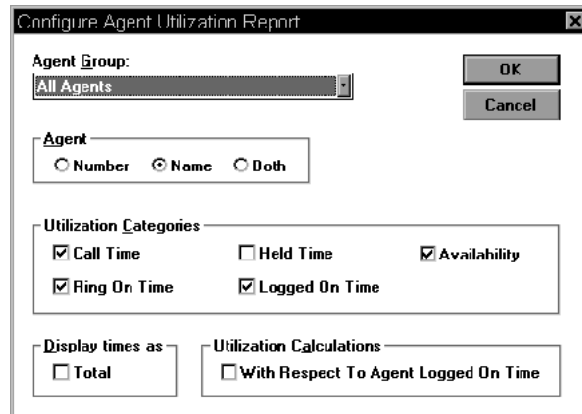 Configure Agent Utilization Report
Agent Group:
All Agents
OK
Cancel
Agent
Number Name Both
Utilization Categories
Call Time Held Time Availability
Ring On Time Logged On Time
Display times as
Total
Utilization Calculations
With Respect To Agent Logged On Time